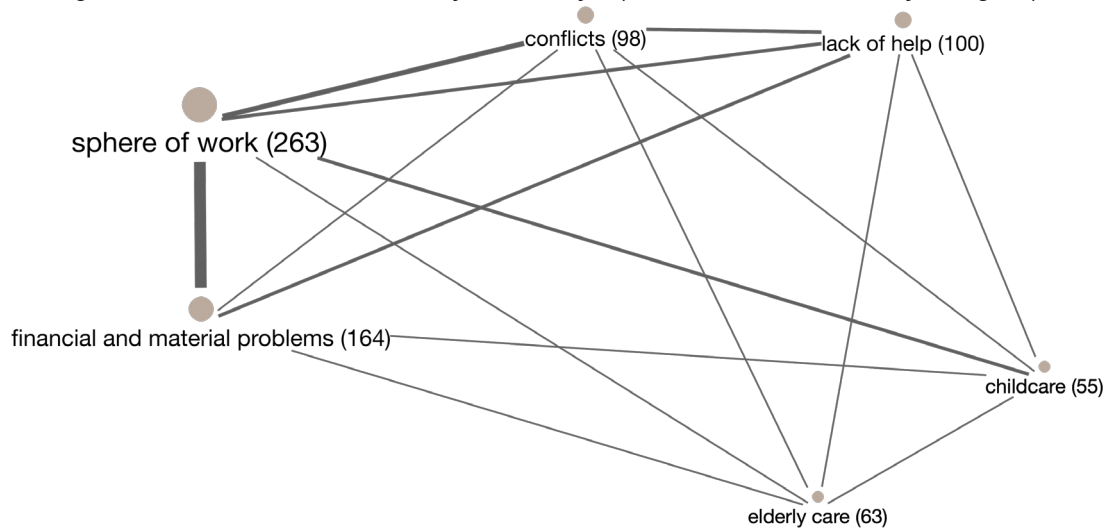 conflicts (98)
lack of help (100)
sphere of work (263)
financial and material problems (164)
childcare (55)
elderly care (63)